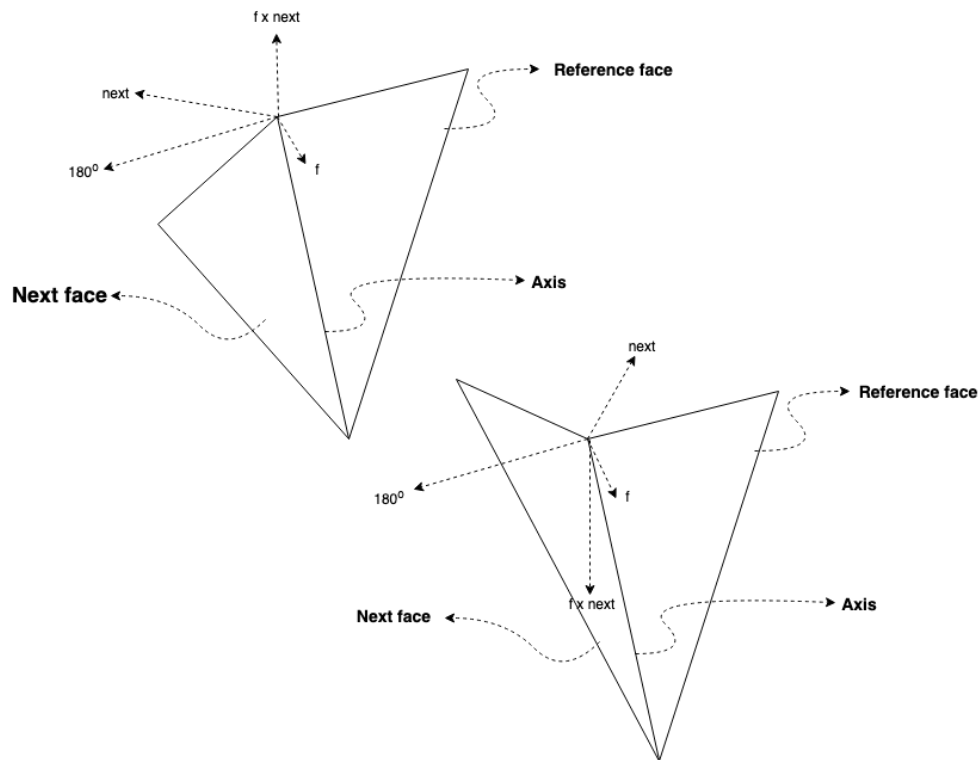 f x next
Reference face
next
180⁰
f
Axis
Next face
next
Reference face
180⁰
f
f x next
Axis
Next face